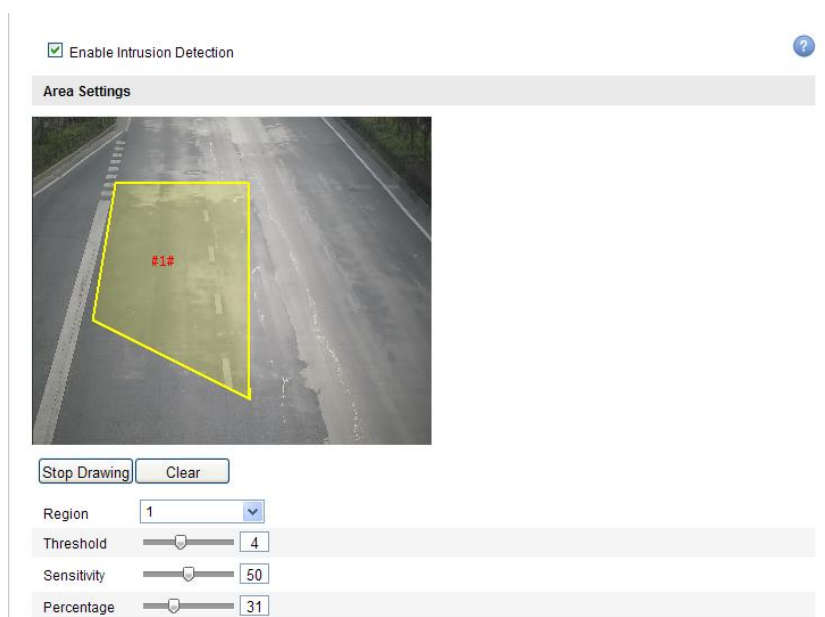 Enable Intrusion Detection
?
Area Settings
#1#
Stop Drawing Clear
Region 1
Threshold 4
Sensitivity 50
Percentage 31